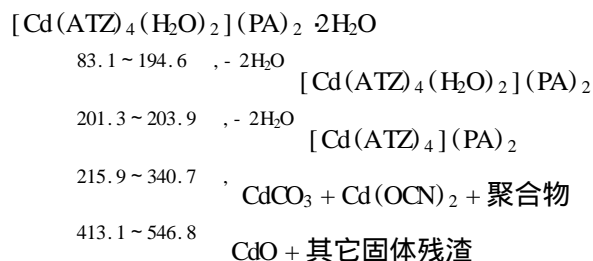 [Cd(ATZ)₄(H₂O)₂](PA)₂·2H₂O
83.1~194.6 ,- 2H₂O
[Cd(ATZ)₄(H₂O)₂](PA)₂
201.3~203.9 ,- 2H₂O
[Cd(ATZ)₄](PA)₂
215.9~340.7 ,
CdCO₃ + Cd(OCN)₂ + 聚合物
413.1~546.8
CdO + 其它固体残渣